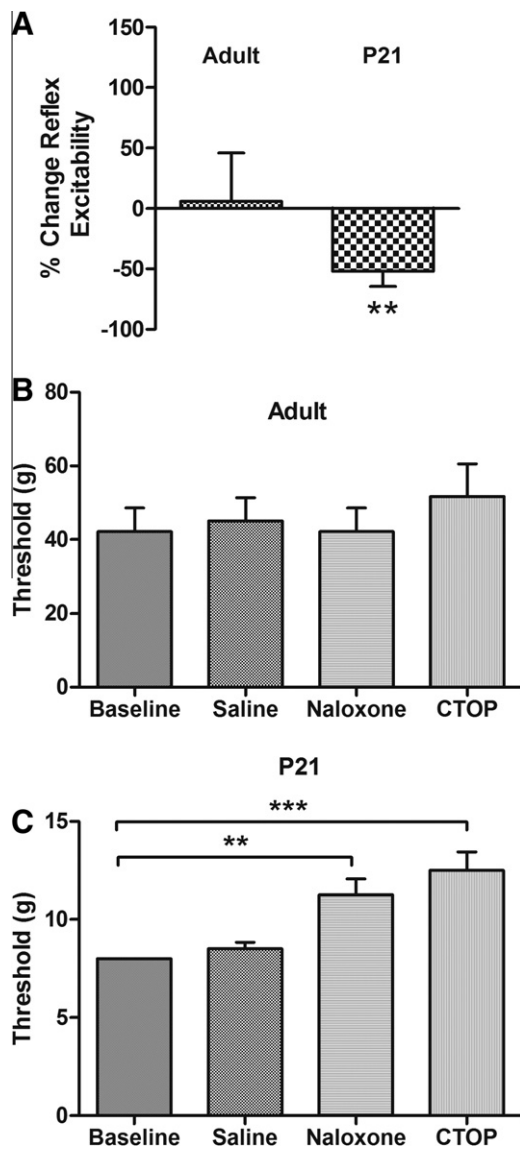 A
150
100
50
0
-50
-100
% Change Reflex
Excitability
Adult
P21
**
B
80
60
40
20
0
Threshold (g)
Adult
Baseline
Saline
Naloxone
CTOP
P21
C
15
10
5
0
Threshold (g)
***
**
Baseline
Saline
Naloxone
CTOP